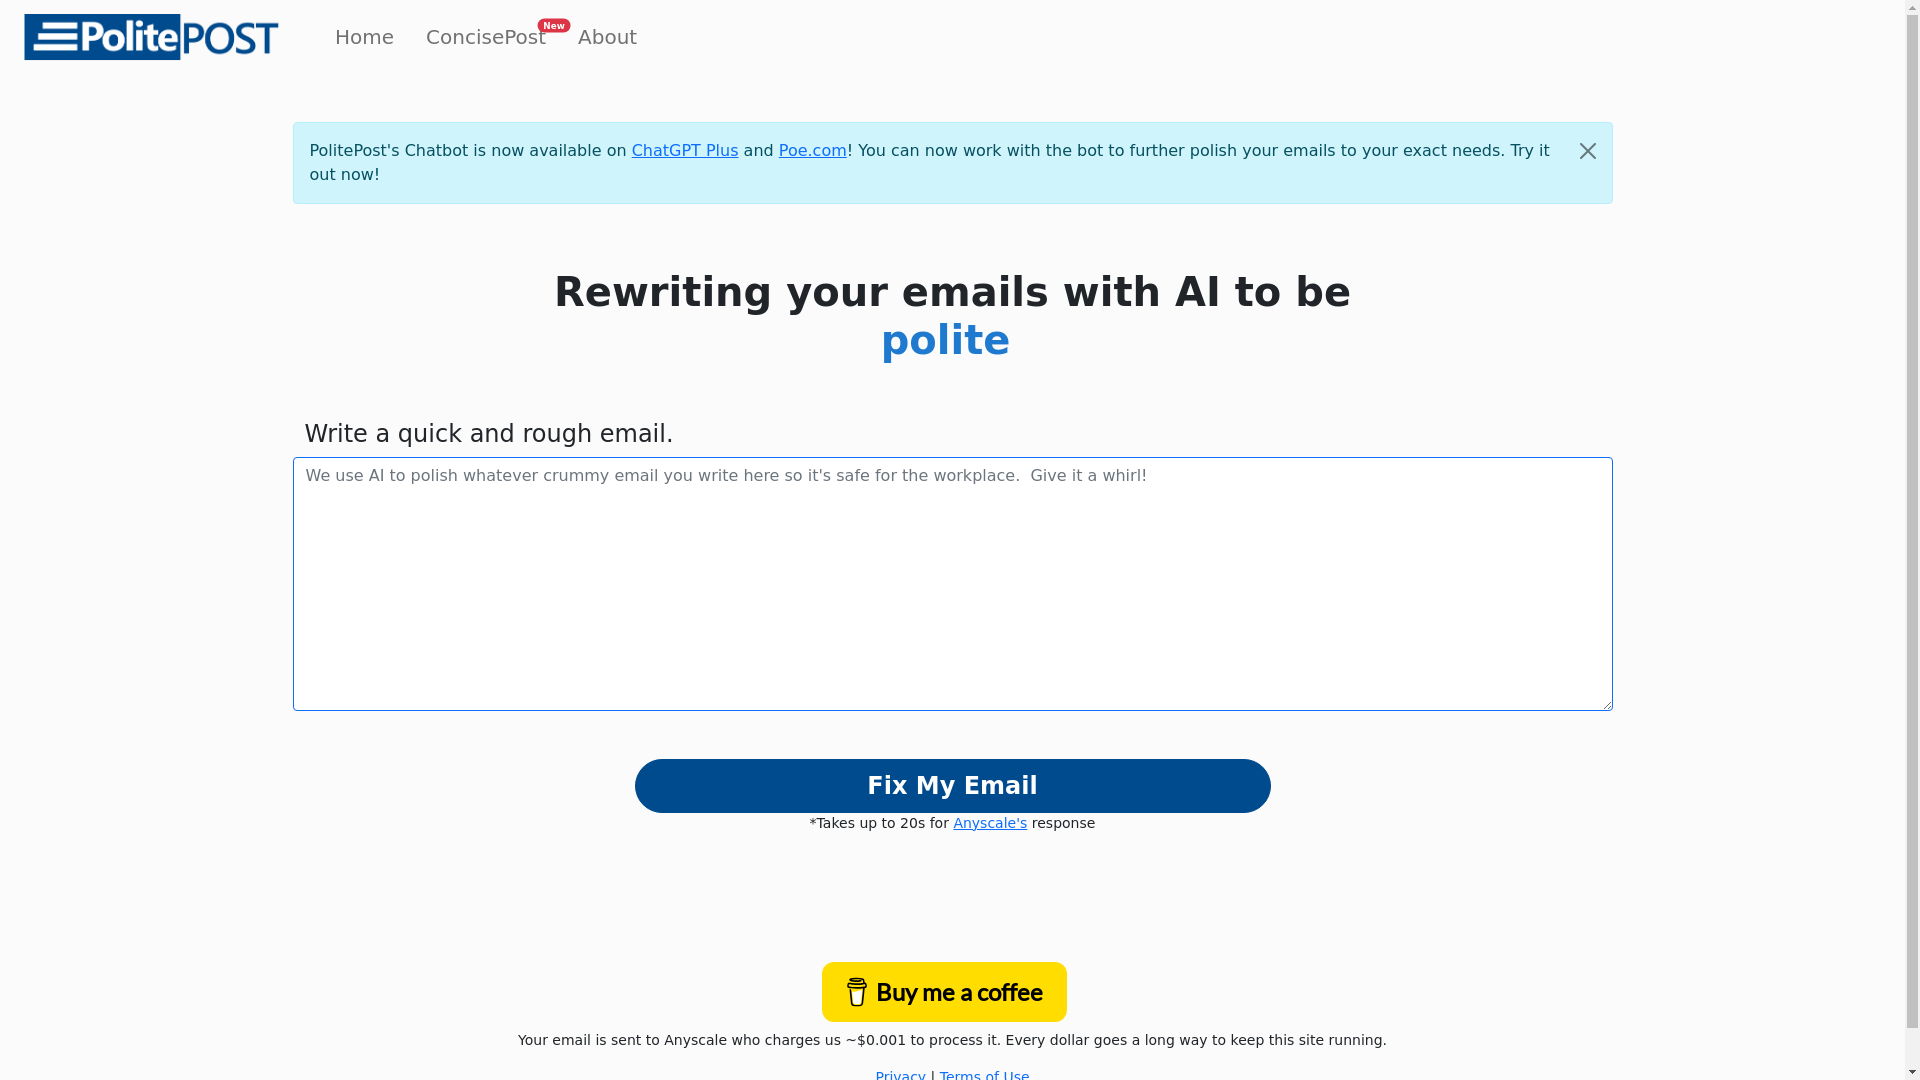 PolitePOST
Home
ConcisePost
New
About
PolitePost's Chatbot is now available on ChatGPT Plus and Poe.com! You can now work with the bot to further polish your emails to your exact needs. Try it
out now!
Rewriting your emails with AI to be
polite
Write a quick and rough email.
We use AI to polish whatever crummy email you write here so it's safe for the workplace.  Give it a whirl!
Fix My Email
*Takes up to 20s for Anyscale's response
Buy me a coffee
Your email is sent to Anyscale who charges us ~$0.001 to process it. Every dollar goes a long way to keep this site running.
Privacy | Terms of Use